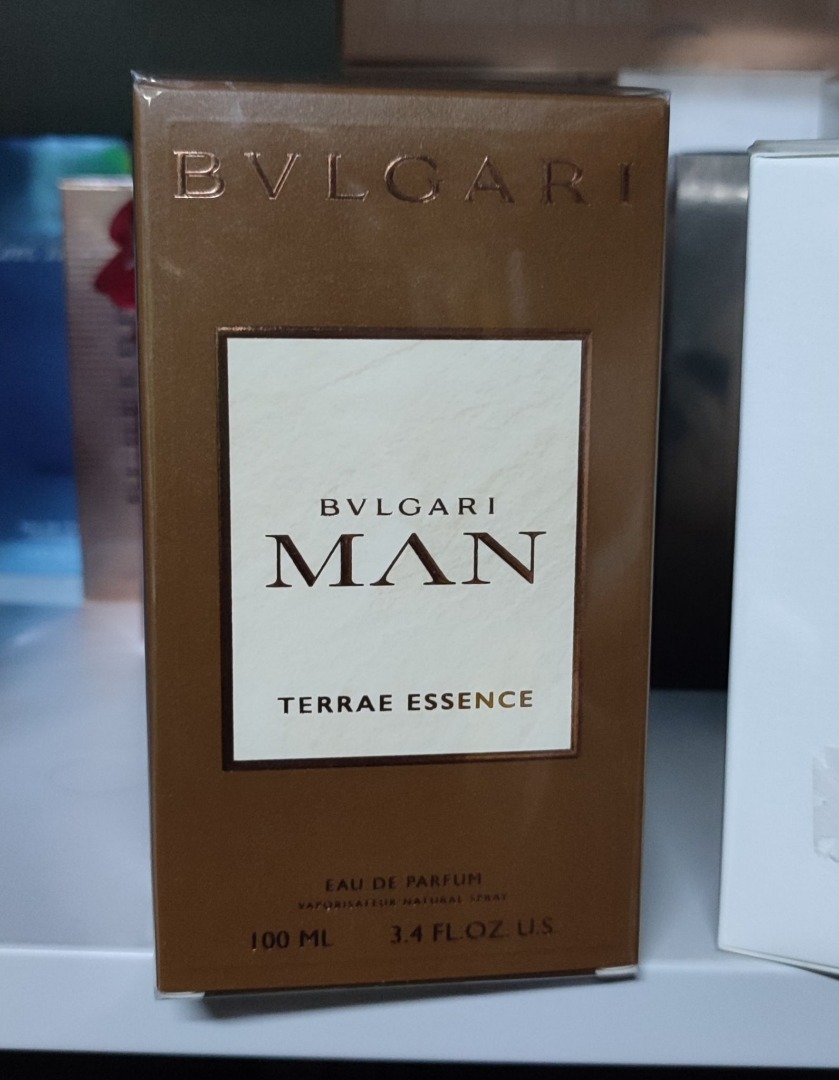 BVLGARI
BVLGARI
MAN
TERRAE ESSENCE
EAU DE PARFUM
VAPORISATEUR NATURAL SPRAY
100 ML 3.4 FL.OZ. U.S.